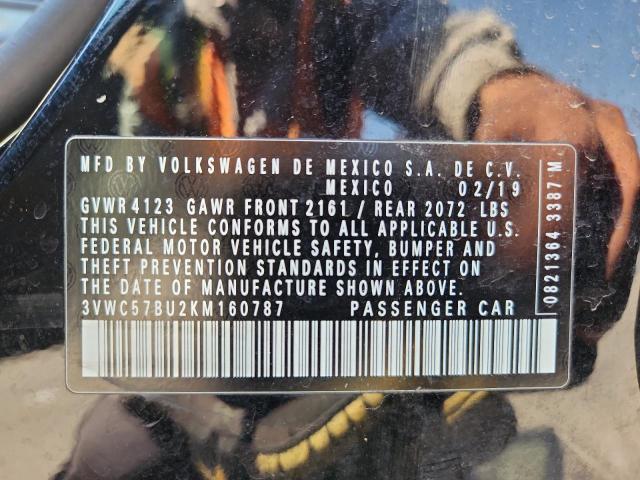 MFD BY VOLKSWAGEN DE MEXICO S.A. DE C.V.
MEXICO 02/19
GVWR 4123 GAWR FRONT 2161 / REAR 2072 LBS
THIS VEHICLE CONFORMS TO ALL APPLICABLE U.S.
FEDERAL MOTOR VEHICLE SAFETY, BUMPER AND
THEFT PREVENTION STANDARDS IN EFFECT ON THE
DATE OF MANUFACTURE SHOWN ABOVE.
3VWC57BU2KM160787 PASSENGER CAR
0821364 3387 M